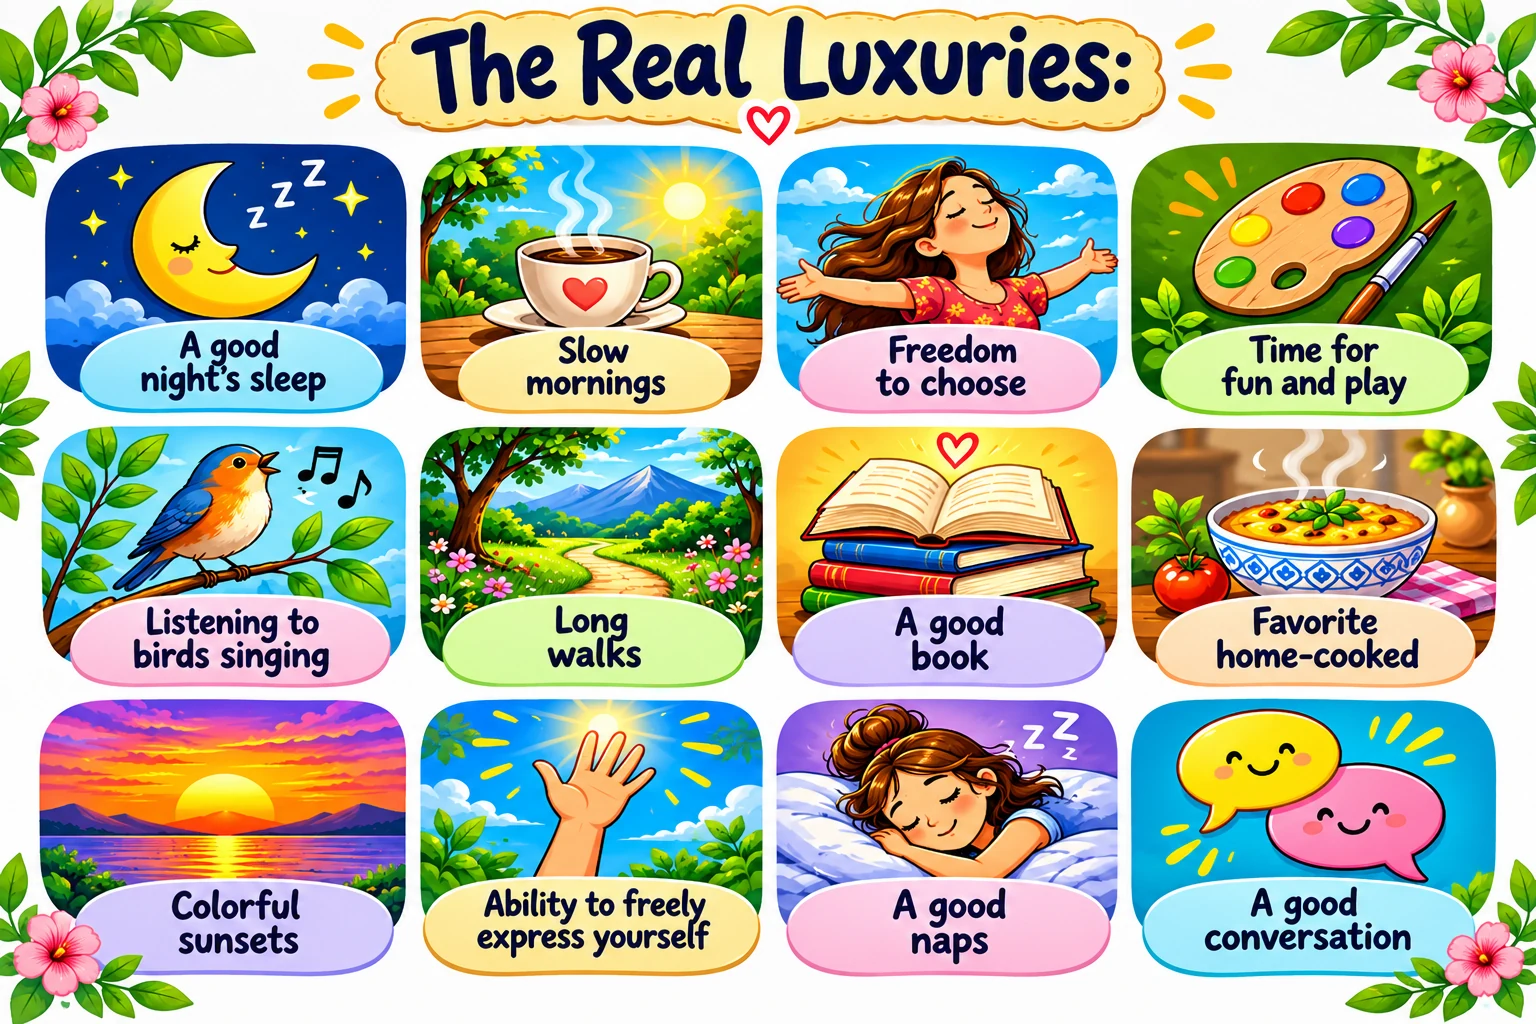 The Real Luxuries:
z z Z
A good
night's sleep
Slow
mornings
Freedom
to choose
Time for
fun and play
Listening to
birds singing
Long
walks
A good
book
Favorite
home-cooked
Colorful
sunsets
Ability to freely
express yourself
z Z Z z
A good
naps
A good
conversation